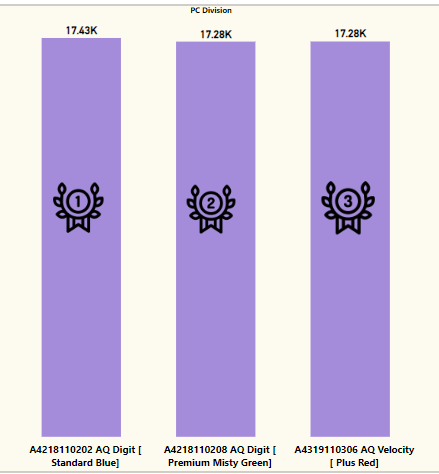 PC Division
17.43K
17.28K
17.28K
1
2
3
A4218110202 AQ Digit [
Standard Blue]
A4218110208 AQ Digit [
Premium Misty Green]
A4319110306 AQ Velocity
[ Plus Red]